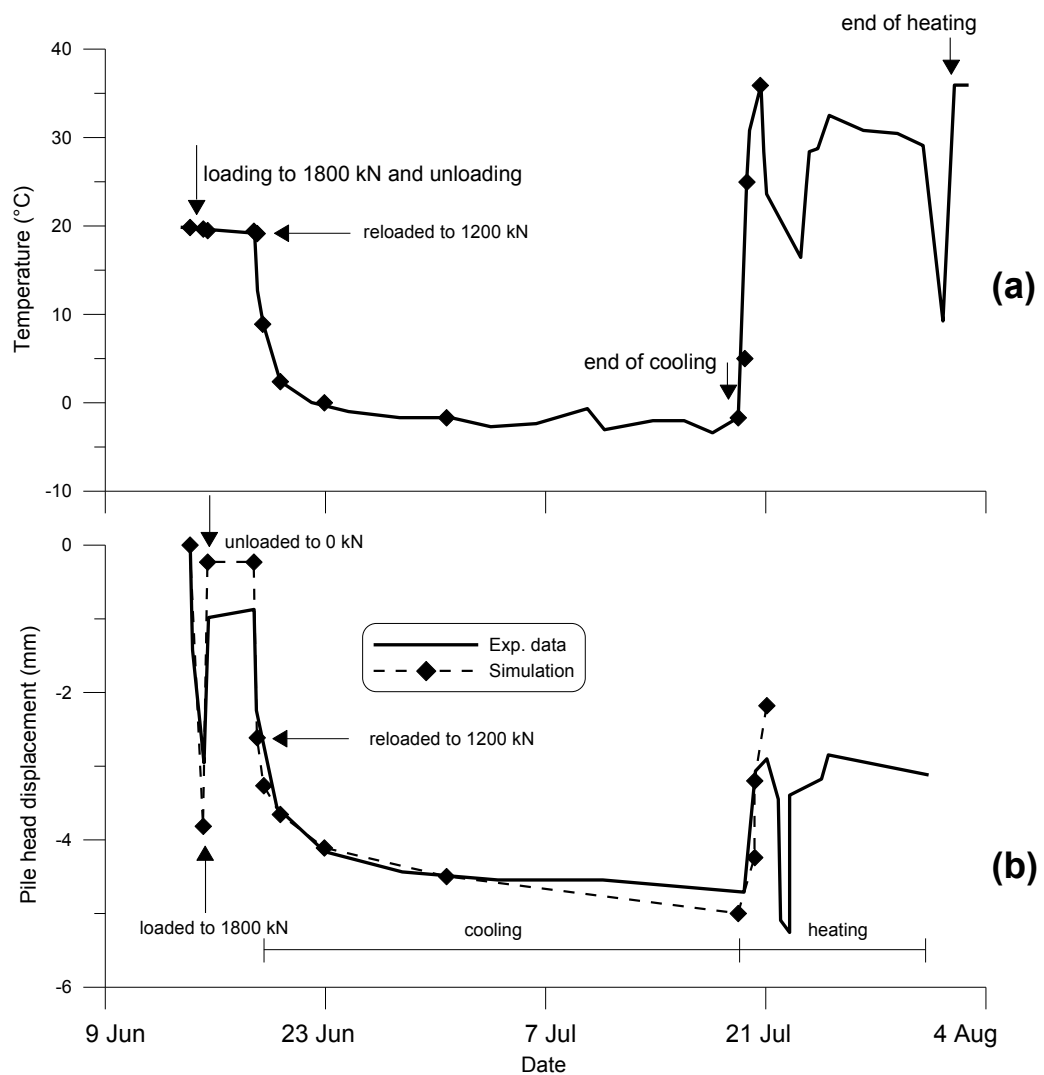 end of heating
40
30
20
10
0
-10
Temperature (°C)
loading to 1800 kN and unloading
reloaded to 1200 kN
(a)
end of cooling
0
-2
-4
-6
Pile head displacement (mm)
unloaded to 0 kN
Exp. data
Simulation
reloaded to 1200 kN
(b)
loaded to 1800 kN
cooling
heating
9 Jun
23 Jun
7 Jul
21 Jul
4 Aug
Date